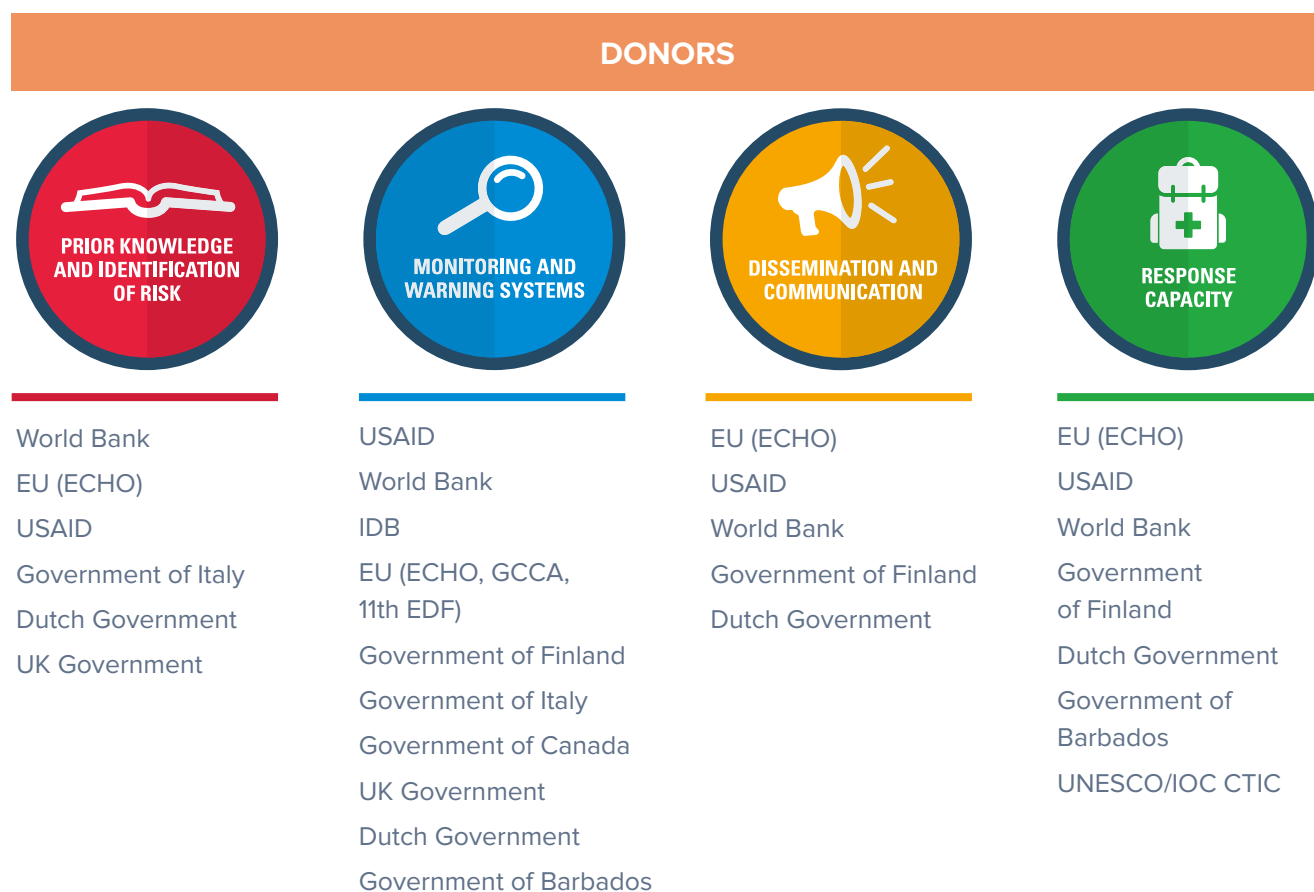 DONORS
PRIOR KNOWLEDGE
AND IDENTIFICATION
OF RISK
World Bank
EU (ECHO)
USAID
Government of Italy
Dutch Government
UK Government
MONITORING AND
WARNING SYSTEMS
USAID
World Bank
IDB
EU (ECHO, GCCA,
11th EDF)
Government of Finland
Government of Italy
Government of Canada
UK Government
Dutch Government
Government of Barbados
DISSEMINATION AND
COMMUNICATION
EU (ECHO)
USAID
World Bank
Government of Finland
Dutch Government
RESPONSE
CAPACITY
EU (ECHO)
USAID
World Bank
Government
of Finland
Dutch Government
Government of
Barbados
UNESCO/IOC CTIC